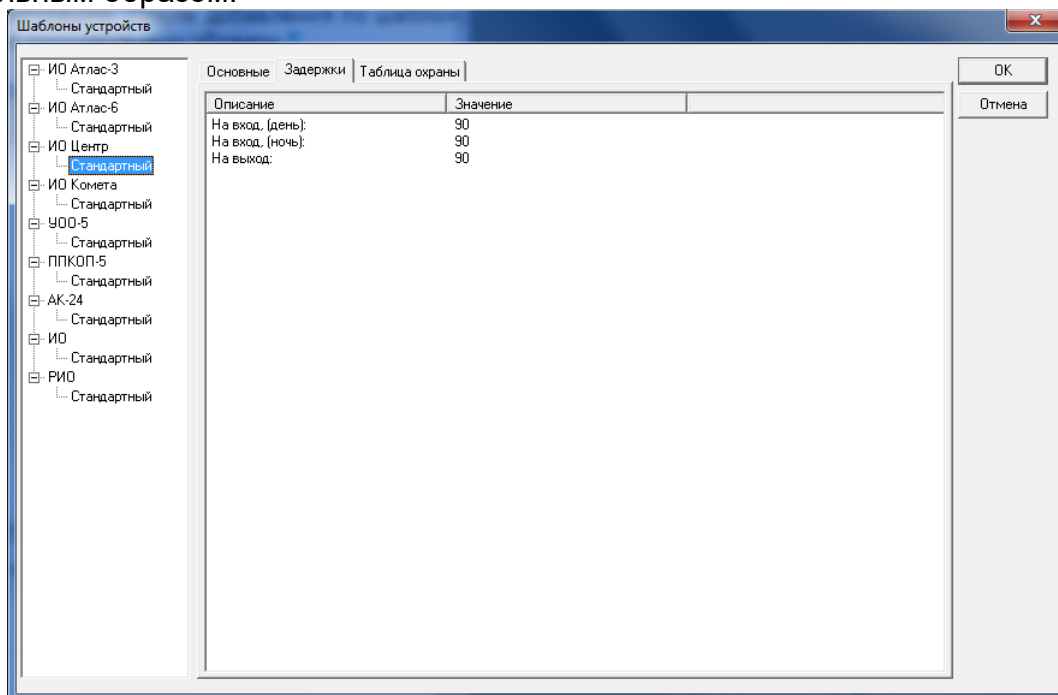 Шаблоны устройств
ИО Атлас-3
Стандартный
ИО Атлас-6
Стандартный
ИО Центр
Стандартный
ИО Комета
Стандартный
УОО-5
Стандартный
ППКОП-5
Стандартный
АК-24
Стандартный
ИО
Стандартный
РИО
Стандартный
Основные Задержки Таблица охраны
Описание Значение
На вход, (день): 90
На вход, (ночь): 90
На выход: 90
OK
Отмена